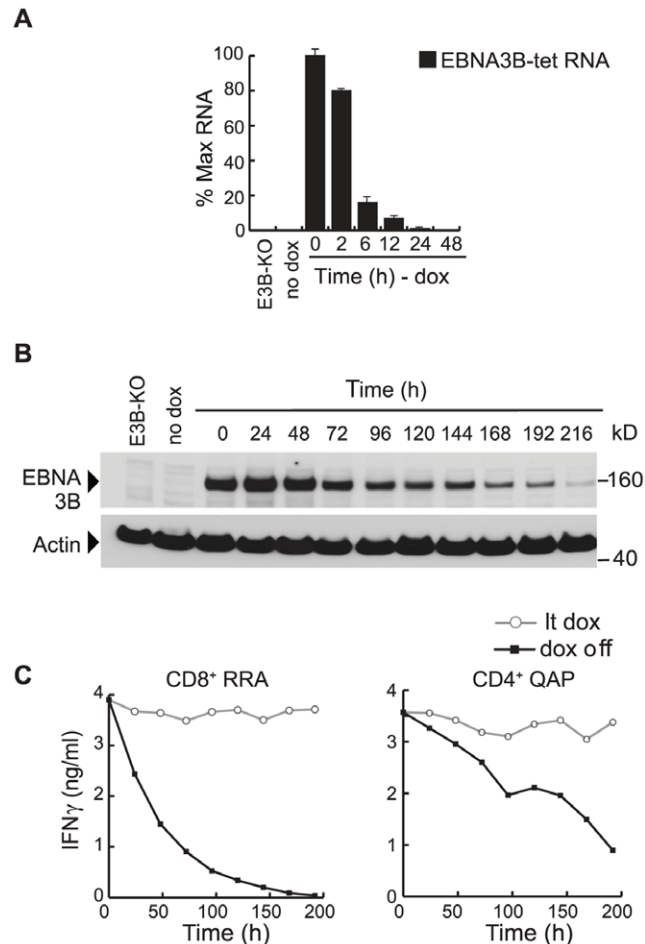 A
EBNA3B-tet RNA
% Max RNA
100
80
60
40
20
0
E3B-KO
no dox
0 2 6 12 24 48
Time (h) - dox
B
E3B-KO
no dox
Time (h)
0 24 48 72 96 120 144 168 192 216 kD
EBNA 3B
160
Actin
40
lt dox
dox off
C
CD8⁺ RRA
CD4⁺ QAP
IFNγ (ng/ml)
4
3
2
1
0
0 50 100 150 200
Time (h)
4
3
2
1
0
0 50 100 150 200
Time (h)